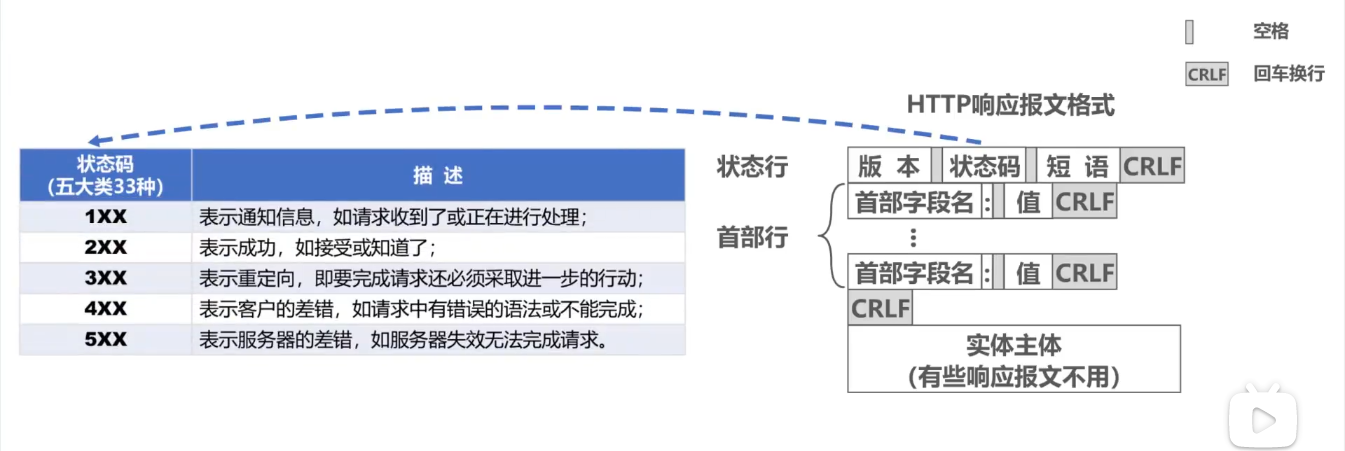 空格
CRLF 回车换行
HTTP响应报文格式
状态码
(五大类33种)
描 述
1XX 表示通知信息，如请求收到了或正在进行处理；
2XX 表示成功，如接受或知道了；
3XX 表示重定向，即要完成请求还必须采取进一步的行动；
4XX 表示客户的差错，如请求中有错误的语法或不能完成；
5XX 表示服务器的差错，如服务器失效无法完成请求。
状态行 版 本 状态码 短 语 CRLF
首部行
首部字段名 : 值 CRLF
⋮
首部字段名 : 值 CRLF
CRLF
实体主体
(有些响应报文不用)